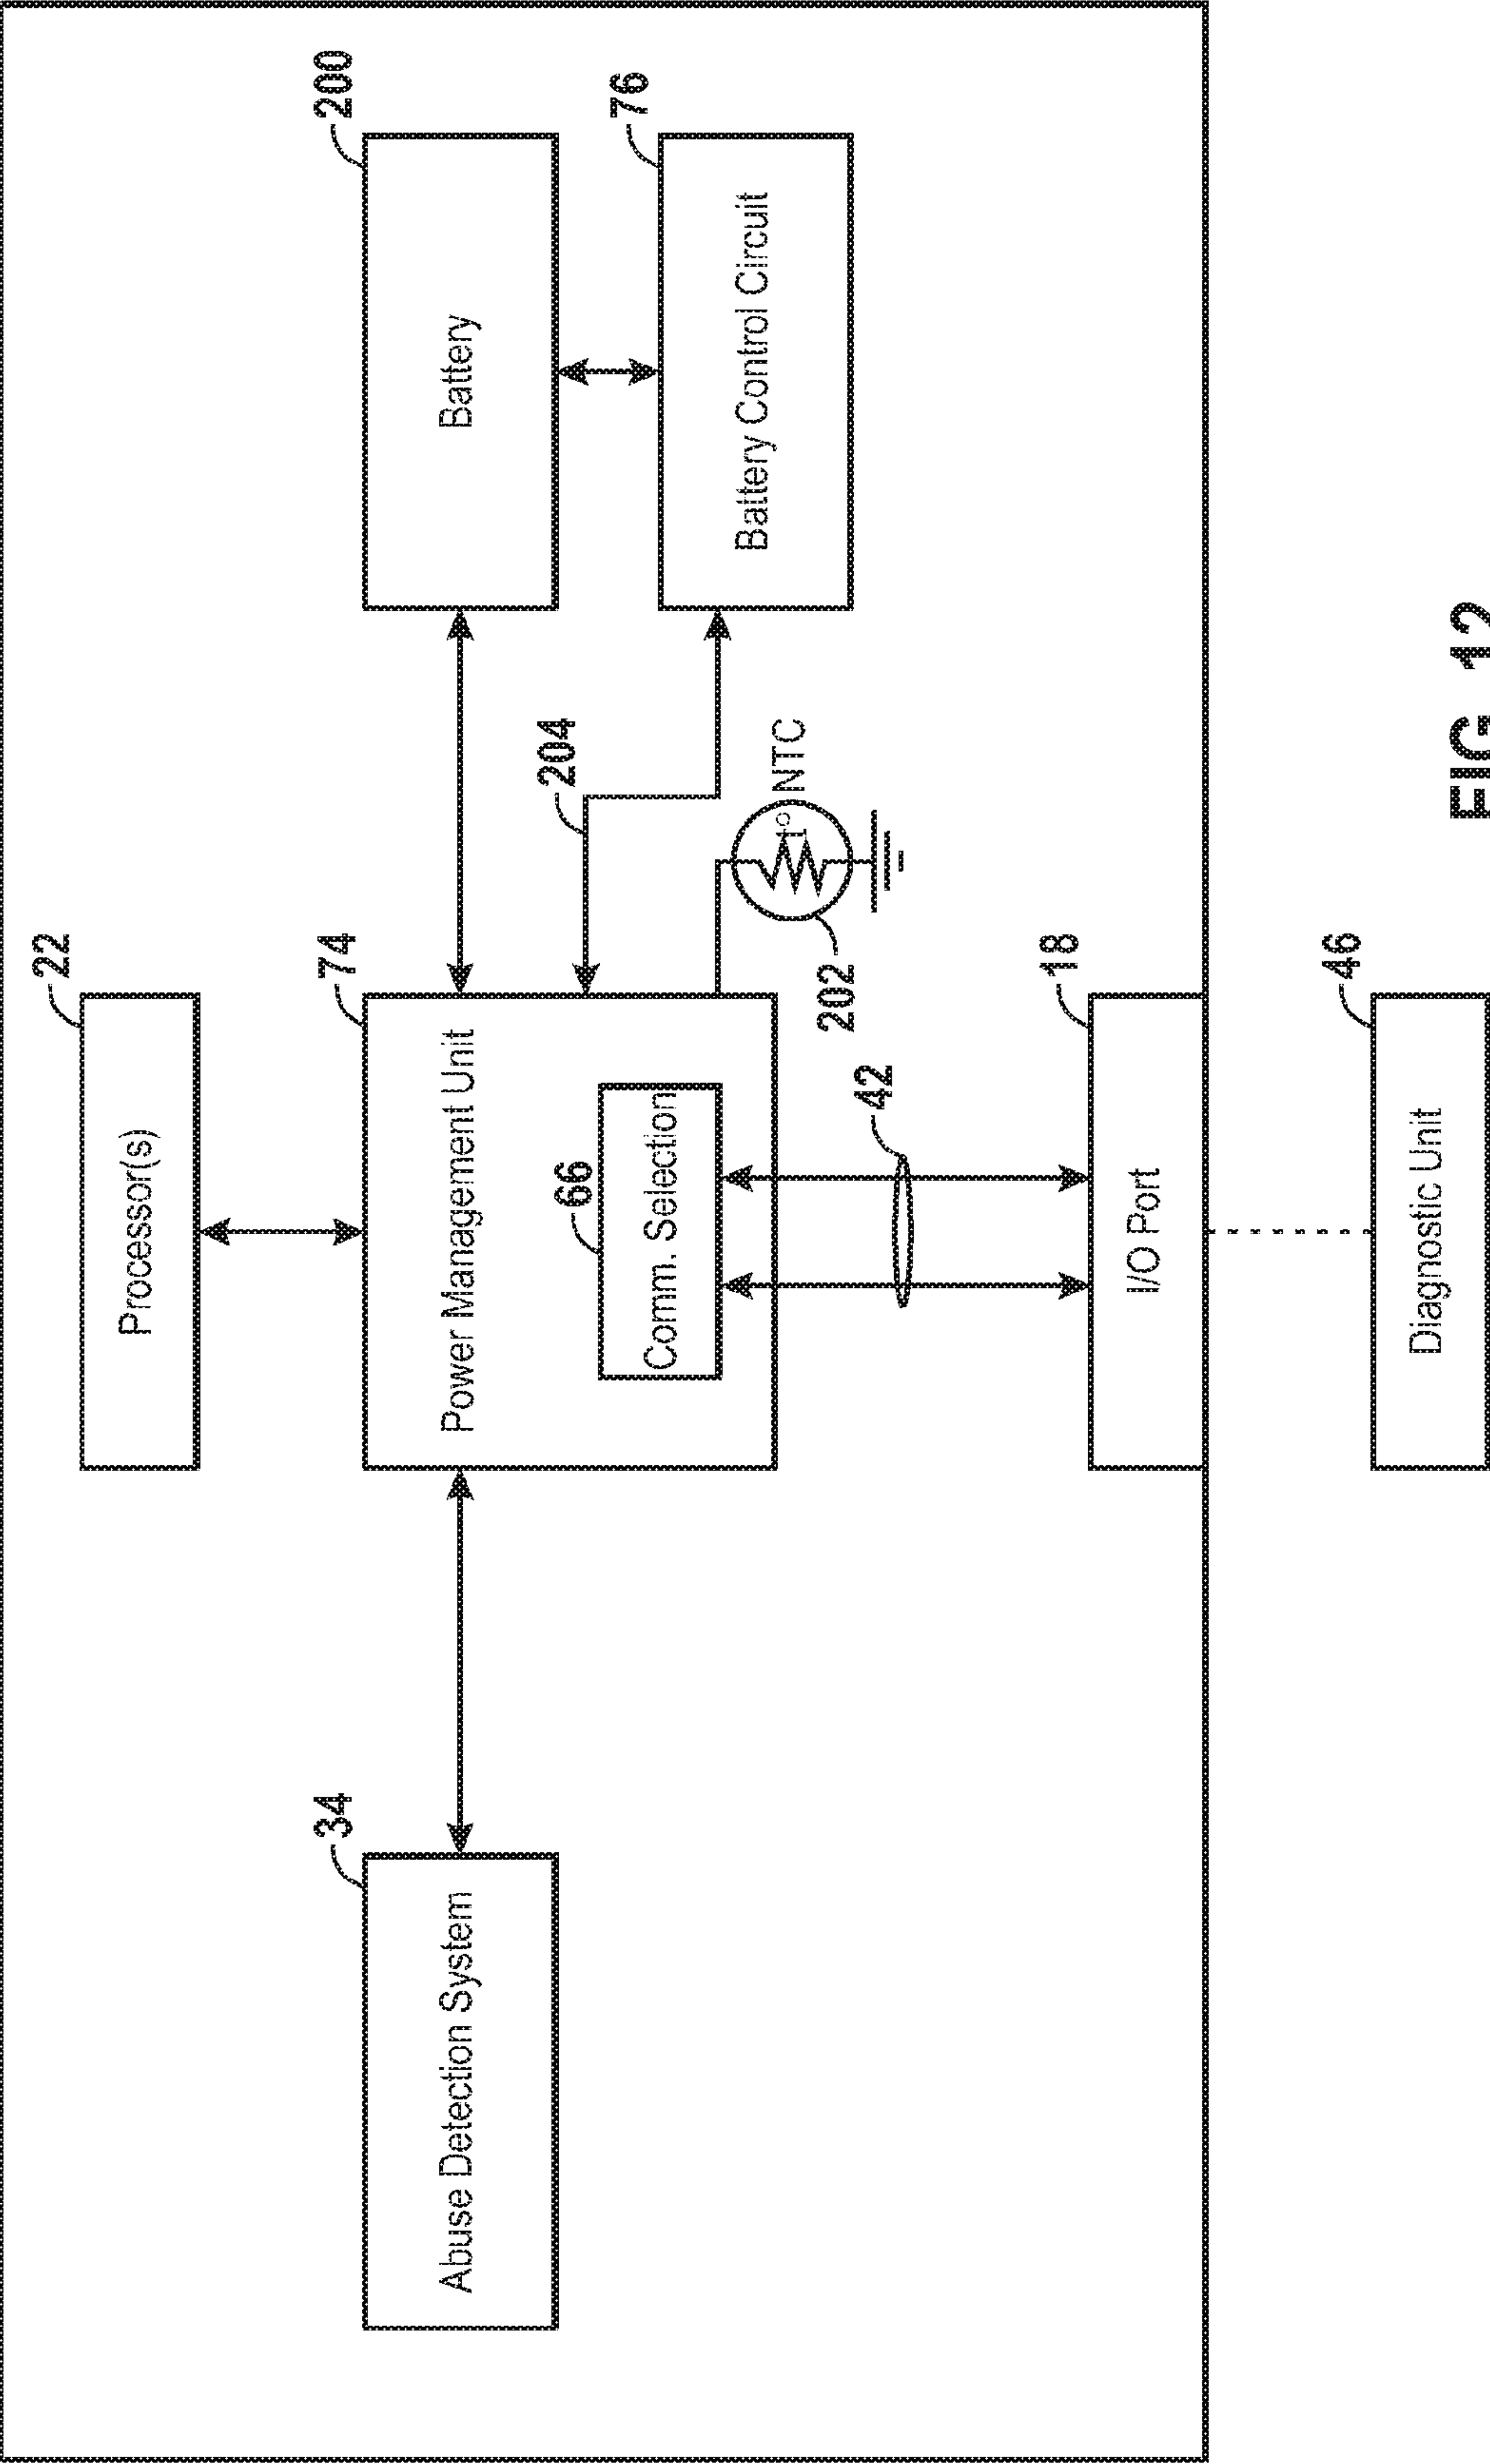 22
Processor(s)
34
Abuse Detection System
74
Power Management Unit
66
Comm. Selection
204
200
Battery
76
Battery Control Circuit
t° NTC
202
42
18
I/O Port
46
Diagnostic Unit
FIG. 12